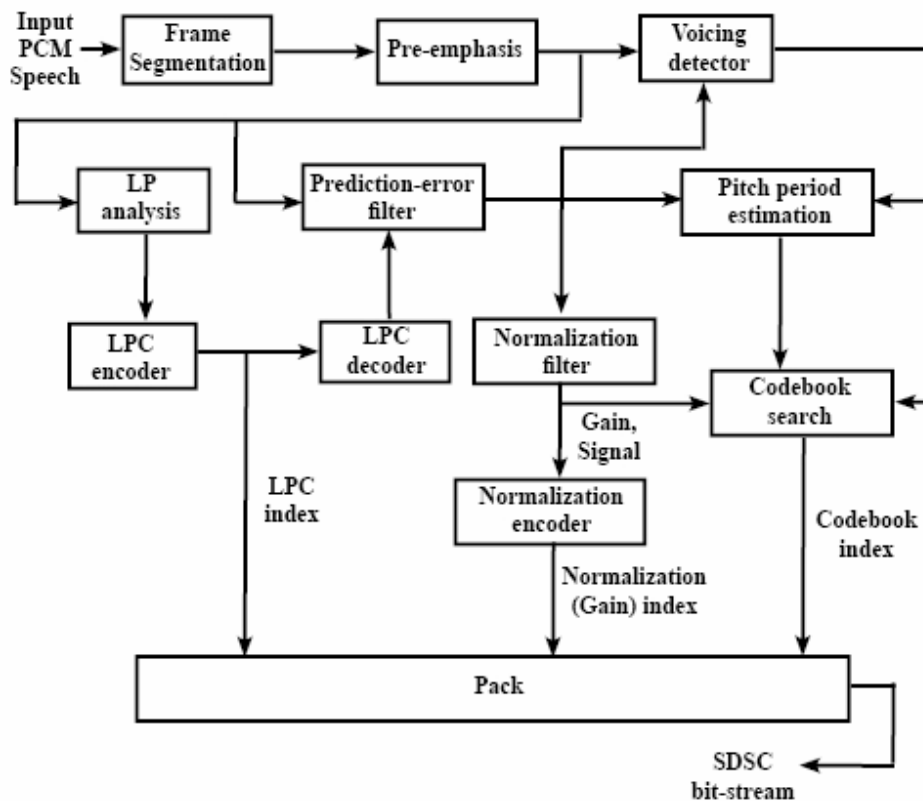 Input
PCM
Speech
Frame
Segmentation
Pre-emphasis
Voicing
detector
LP
analysis
Prediction-error
filter
Pitch period
estimation
LPC
encoder
LPC
decoder
Normalization
filter
Codebook
search
Gain,
Signal
LPC
index
Normalization
encoder
Codebook
index
Normalization
(Gain) index
Pack
SDSC
bit-stream